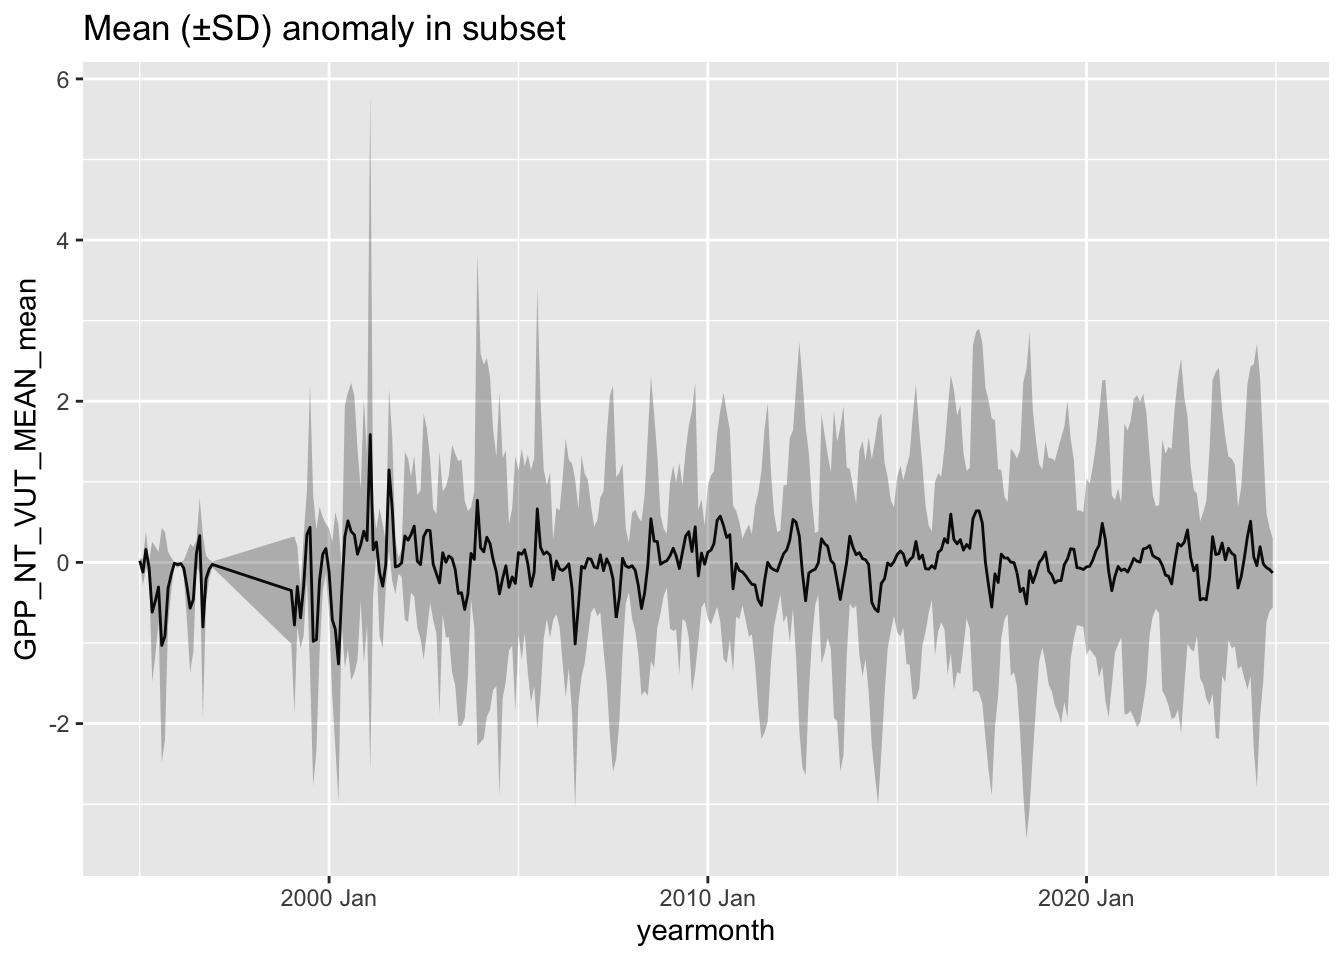 Mean (±SD) anomaly in subset
GPP_NT_VUT_MEAN_mean
6
4
2
0
-2
2000 Jan
2010 Jan
2020 Jan
yearmonth